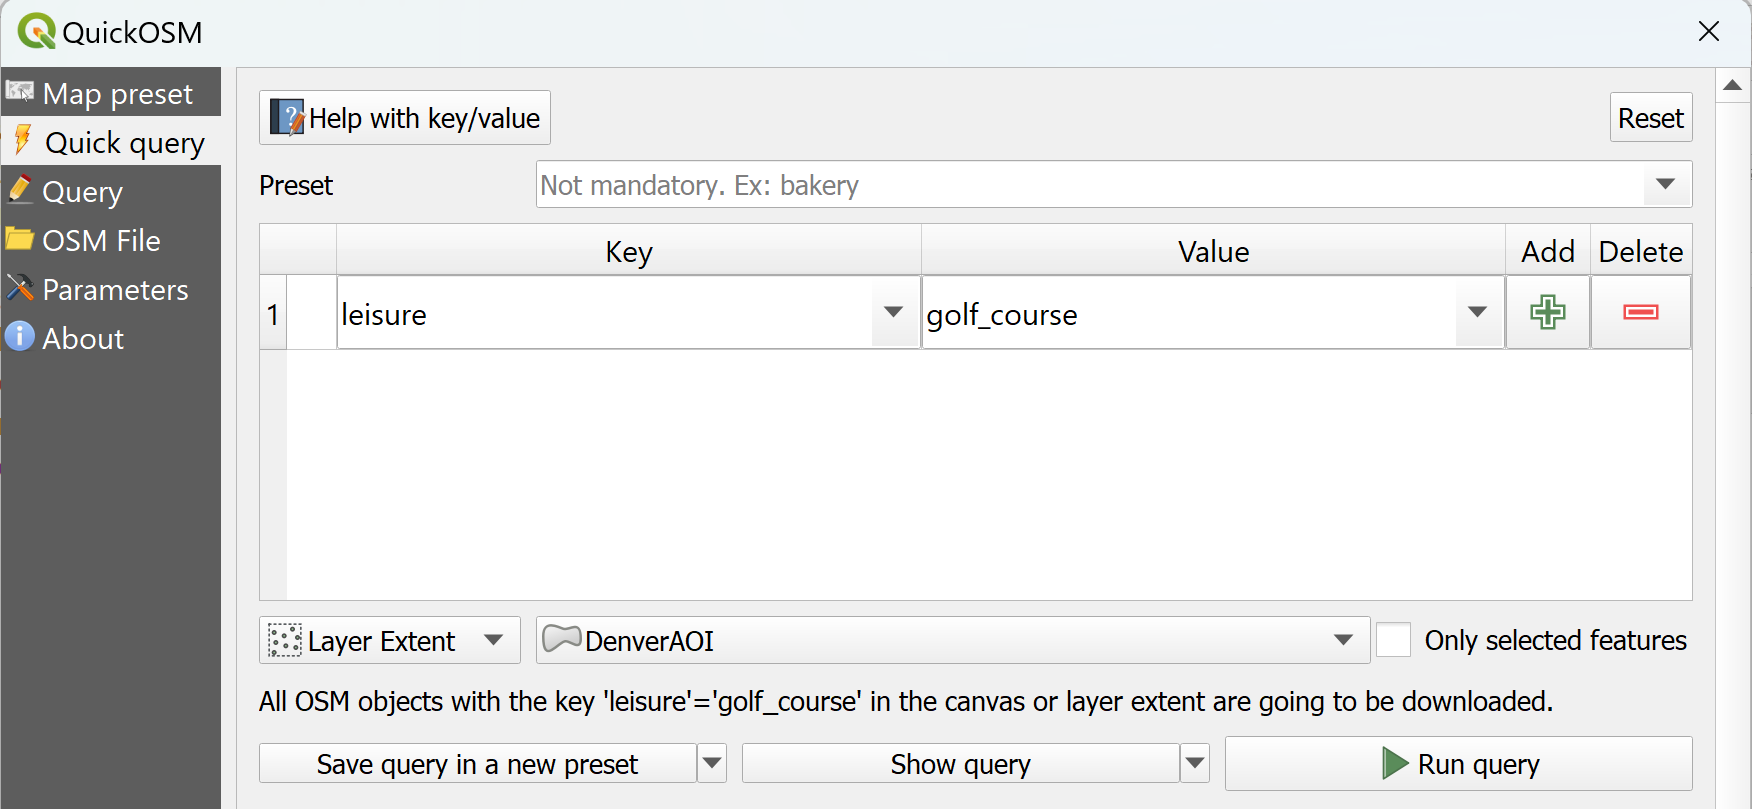 QuickOSM
Map preset
Quick query
Query
OSM File
Parameters
About
Help with key/value
Reset
Preset
Not mandatory. Ex: bakery
Key Value Add Delete
1 leisure golf_course
Layer Extent DenverAOI Only selected features
All OSM objects with the key 'leisure'='golf_course' in the canvas or layer extent are going to be downloaded.
Save query in a new preset Show query Run query